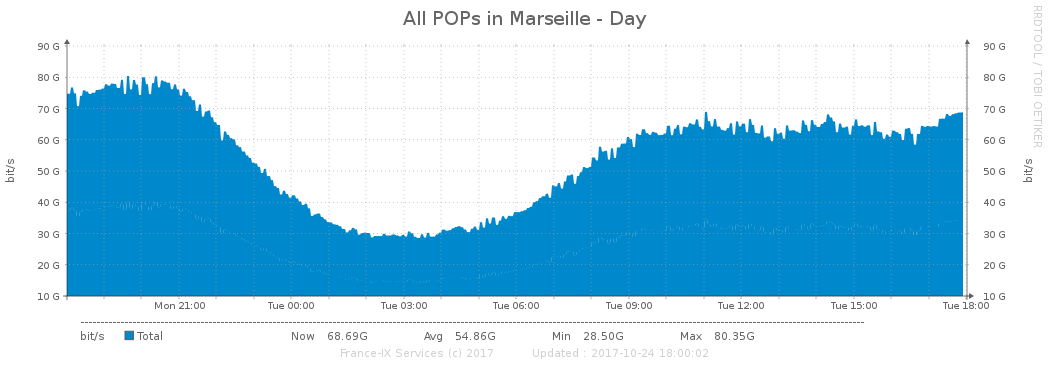 All POPs in Marseille - Day
RRDTOOL / TOBI OETIKER
bit/s
90 G 90 G
80 G 80 G
70 G 70 G
60 G 60 G
50 G 50 G
40 G 40 G
30 G 30 G
20 G 20 G
10 G 10 G
bit/s
Mon 21:00 Tue 00:00 Tue 03:00 Tue 06:00 Tue 09:00 Tue 12:00 Tue 15:00 Tue 18:00
bit/s Total Now 68.69G Avg 54.86G Min 28.50G Max 80.35G
France-IX Services (c) 2017 Updated : 2017-10-24 18:00:02